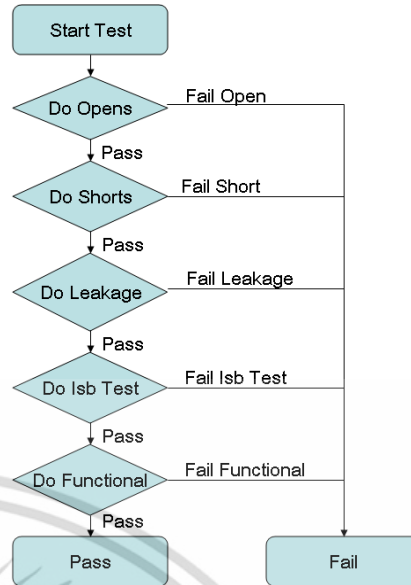 Start Test
Do Opens
Fail Open
Pass
Do Shorts
Fail Short
Pass
Do Leakage
Fail Leakage
Pass
Do Isb Test
Fail Isb Test
Pass
Do Functional
Fail Functional
Pass
Pass
Fail